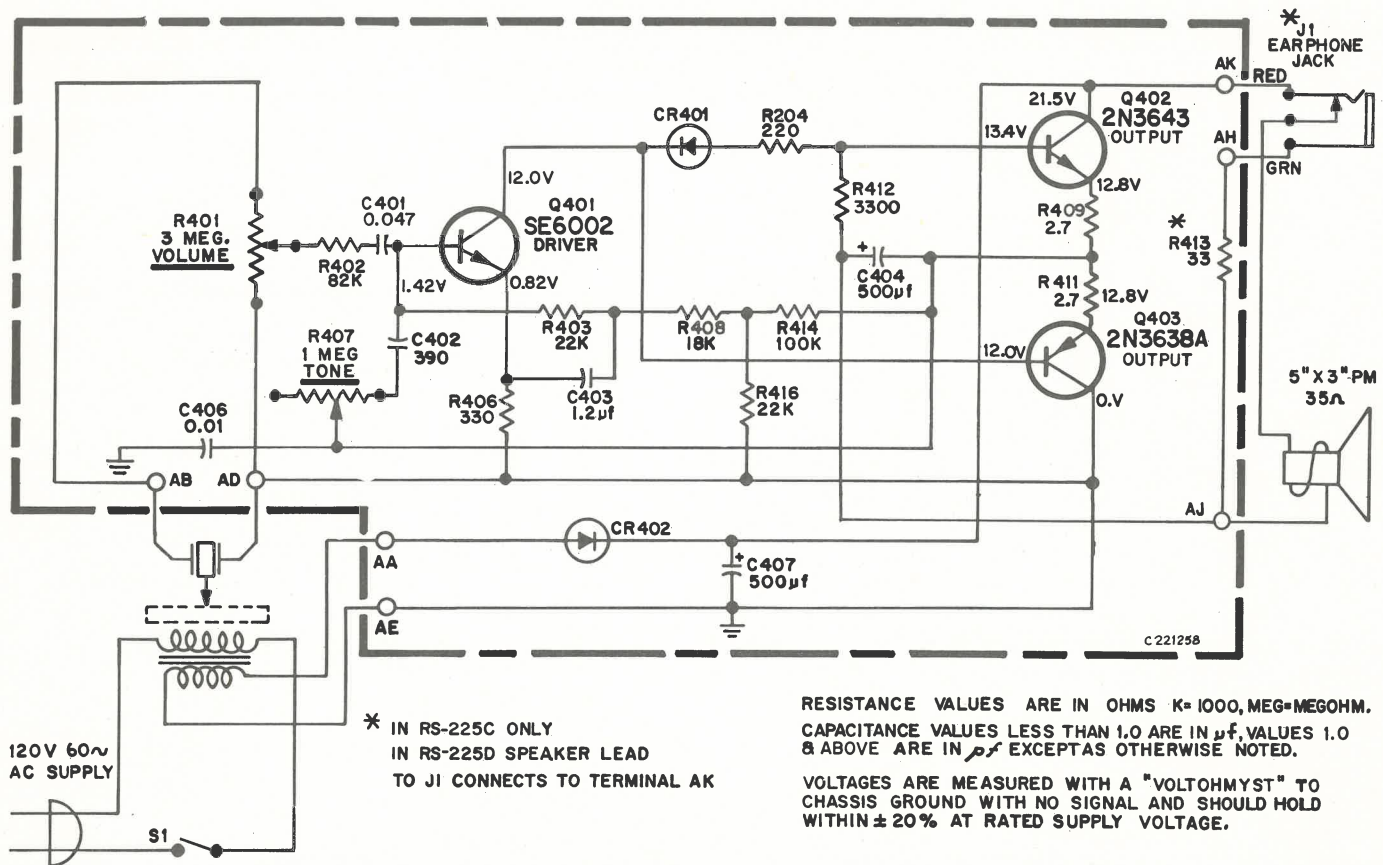 * J1
EARPHONE
JACK
AK
RED
21.5V
Q402
2N3643
OUTPUT
CR401
R204
220
13.4V
AH
GRN
12.0V
12.8V
R412
3300
R409
2.7
C401
0.047
Q401
SE6002
DRIVER
R401
3 MEG.
VOLUME
*
R413
33
R402
82K
1.42V
0.82V
+
C404
500µf
R411
2.7
12.8V
R403
22K
R408
18K
R414
100K
Q403
2N3638A
OUTPUT
R407
1 MEG
TONE
C402
390
12.0V
5" X 3" PM
35Ω
C403
1.2µf
R406
330
R416
22K
0.V
C406
0.01
AB
AD
AJ
CR402
AA
+
C407
500µf
AE
C221258
* IN RS-225C ONLY
IN RS-225D SPEAKER LEAD
TO J1 CONNECTS TO TERMINAL AK
120V 60~
AC SUPPLY
S1
RESISTANCE VALUES ARE IN OHMS K=1000, MEG=MEGOHM.
CAPACITANCE VALUES LESS THAN 1.0 ARE IN µf, VALUES 1.0
& ABOVE ARE IN pf EXCEPT AS OTHERWISE NOTED.
VOLTAGES ARE MEASURED WITH A "VOLTOHMYST" TO
CHASSIS GROUND WITH NO SIGNAL AND SHOULD HOLD
WITHIN ± 20% AT RATED SUPPLY VOLTAGE.